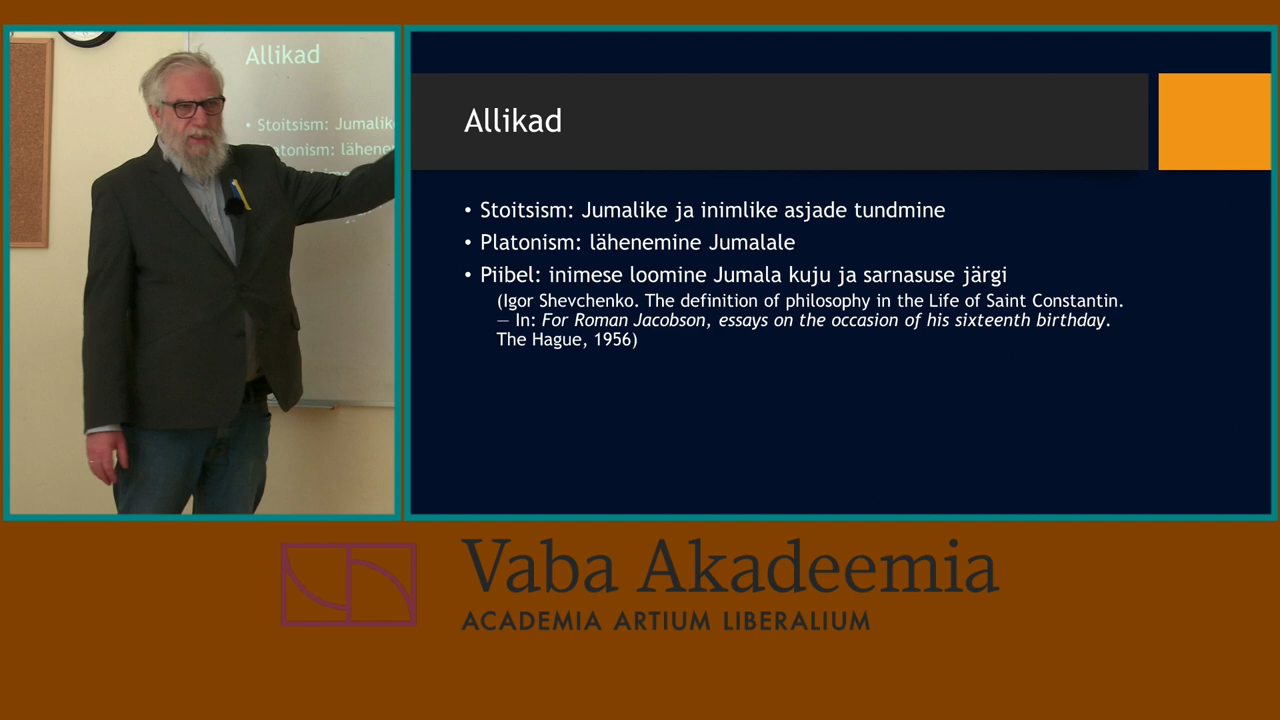 Allikad
• Stoitsism: Jumalik
atonism: lähene
Allikad
• Stoitsism: Jumalike ja inimlike asjade tundmine
• Platonism: lähenemine Jumalale
• Piibel: inimese loomine Jumala kuju ja sarnasuse järgi
(Igor Shevchenko. The definition of philosophy in the Life of Saint Constantin.
— In: For Roman Jacobson, essays on the occasion of his sixteenth birthday.
The Hague, 1956)
Vaba Akadeemia
ACADEMIA ARTIUM LIBERALIUM